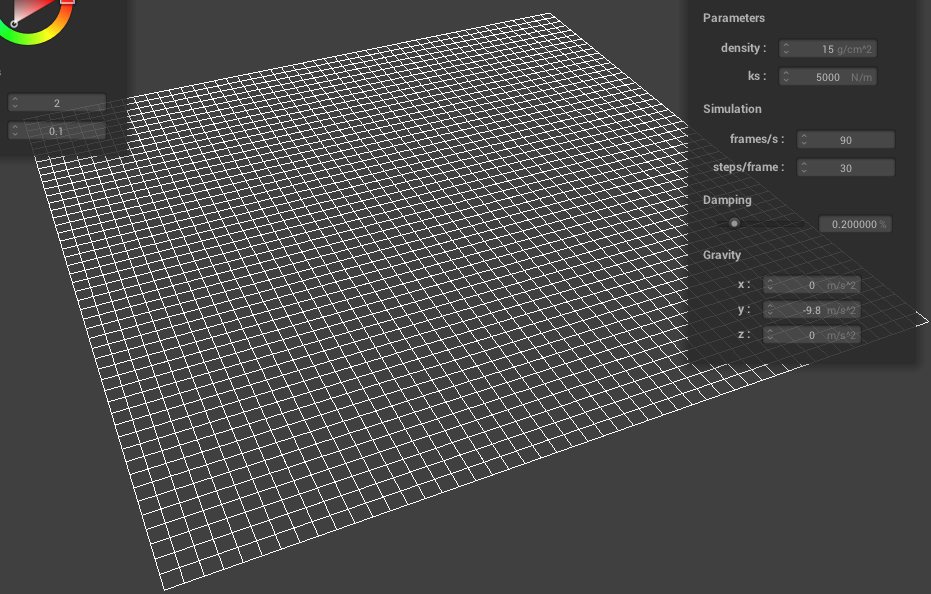 2
0.1
Parameters
density : 15 g/cm^2
ks : 5000 N/m
Simulation
frames/s : 90
steps/frame : 30
Damping
0.200000 %
Gravity
x : 0 m/s^2
y : -9.8 m/s^2
z : 0 m/s^2